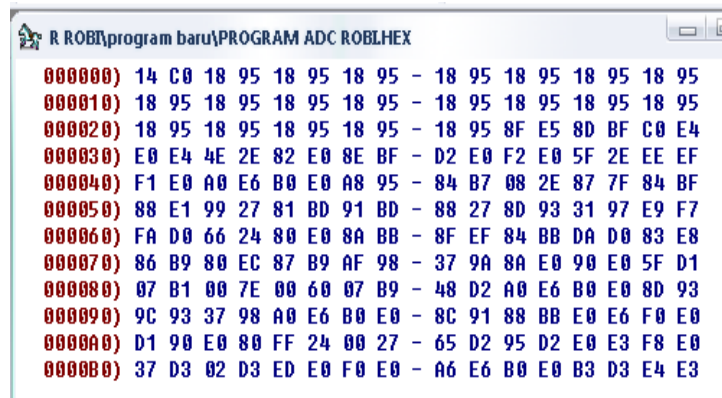 R ROBI\program baru\PROGRAM ADC ROBI.HEX
000000) 14 C0 18 95 18 95 18 95 - 18 95 18 95 18 95 18 95
000010) 18 95 18 95 18 95 18 95 - 18 95 18 95 18 95 18 95
000020) 18 95 18 95 18 95 18 95 - 18 95 8F E5 8D BF C0 E4
000030) E0 E4 4E 2E 82 E0 8E BF - D2 E0 F2 E0 5F 2E EE EF
000040) F1 E0 A0 E6 B0 E0 A8 95 - 84 B7 08 2E 87 7F 84 BF
000050) 88 E1 99 27 81 BD 91 BD - 88 27 8D 93 31 97 E9 F7
000060) FA D0 66 24 80 E0 8A BB - 8F EF 84 BB DA D0 83 E8
000070) 86 B9 80 EC 87 B9 AF 98 - 37 9A 8A E0 90 E0 5F D1
000080) 07 B1 00 7E 00 60 07 B9 - 48 D2 A0 E6 B0 E0 8D 93
000090) 9C 93 37 98 A0 E6 B0 E0 - 8C 91 88 BB E0 E6 F0 E0
0000A0) D1 90 E0 80 FF 24 00 27 - 65 D2 95 D2 E0 E3 F8 E0
0000B0) 37 D3 02 D3 ED E0 F0 E0 - A6 E6 B0 E0 B3 D3 E4 E3